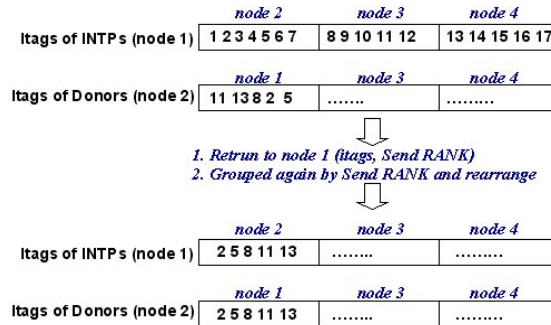 node 2 node 3 node 4
Itags of INTPs (node 1) 1 2 3 4 5 6 7 8 9 10 11 12 13 14 15 16 17
node 1 node 3 node 4
Itags of Donors (node 2) 11 13 8 2 5 ....... .........
1. Retrun to node 1 (itags, Send RANK)
2. Grouped again by Send RANK and rearrange
node 2 node 3 node 4
Itags of INTPs (node 1) 2 5 8 11 13 ........ .........
node 1 node 3 node 4
Itags of Donors (node 2) 2 5 8 11 13 ....... .........